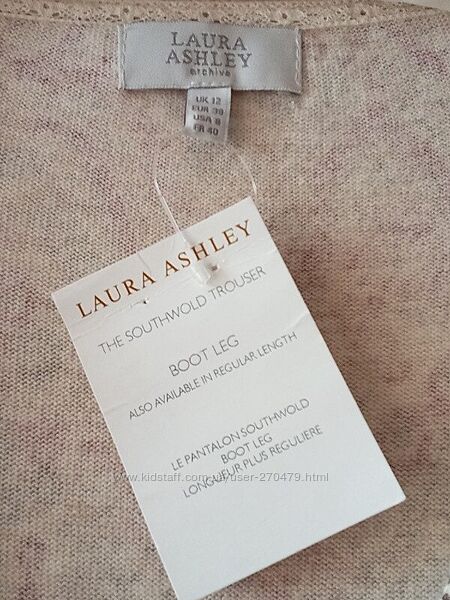 LAURA
ASHLEY
archive
UK 12
EUR 38
USA 8
FR 40
LAURA ASHLEY
THE SOUTHWOLD TROUSER
BOOT LEG
ALSO AVAILABLE IN REGULAR LENGTH
LE PANTALON SOUTHWOLD
BOOT LEG
LONGUEUR PLUS REGULIERE
www.kidstaff.com.ua/user-270479.html